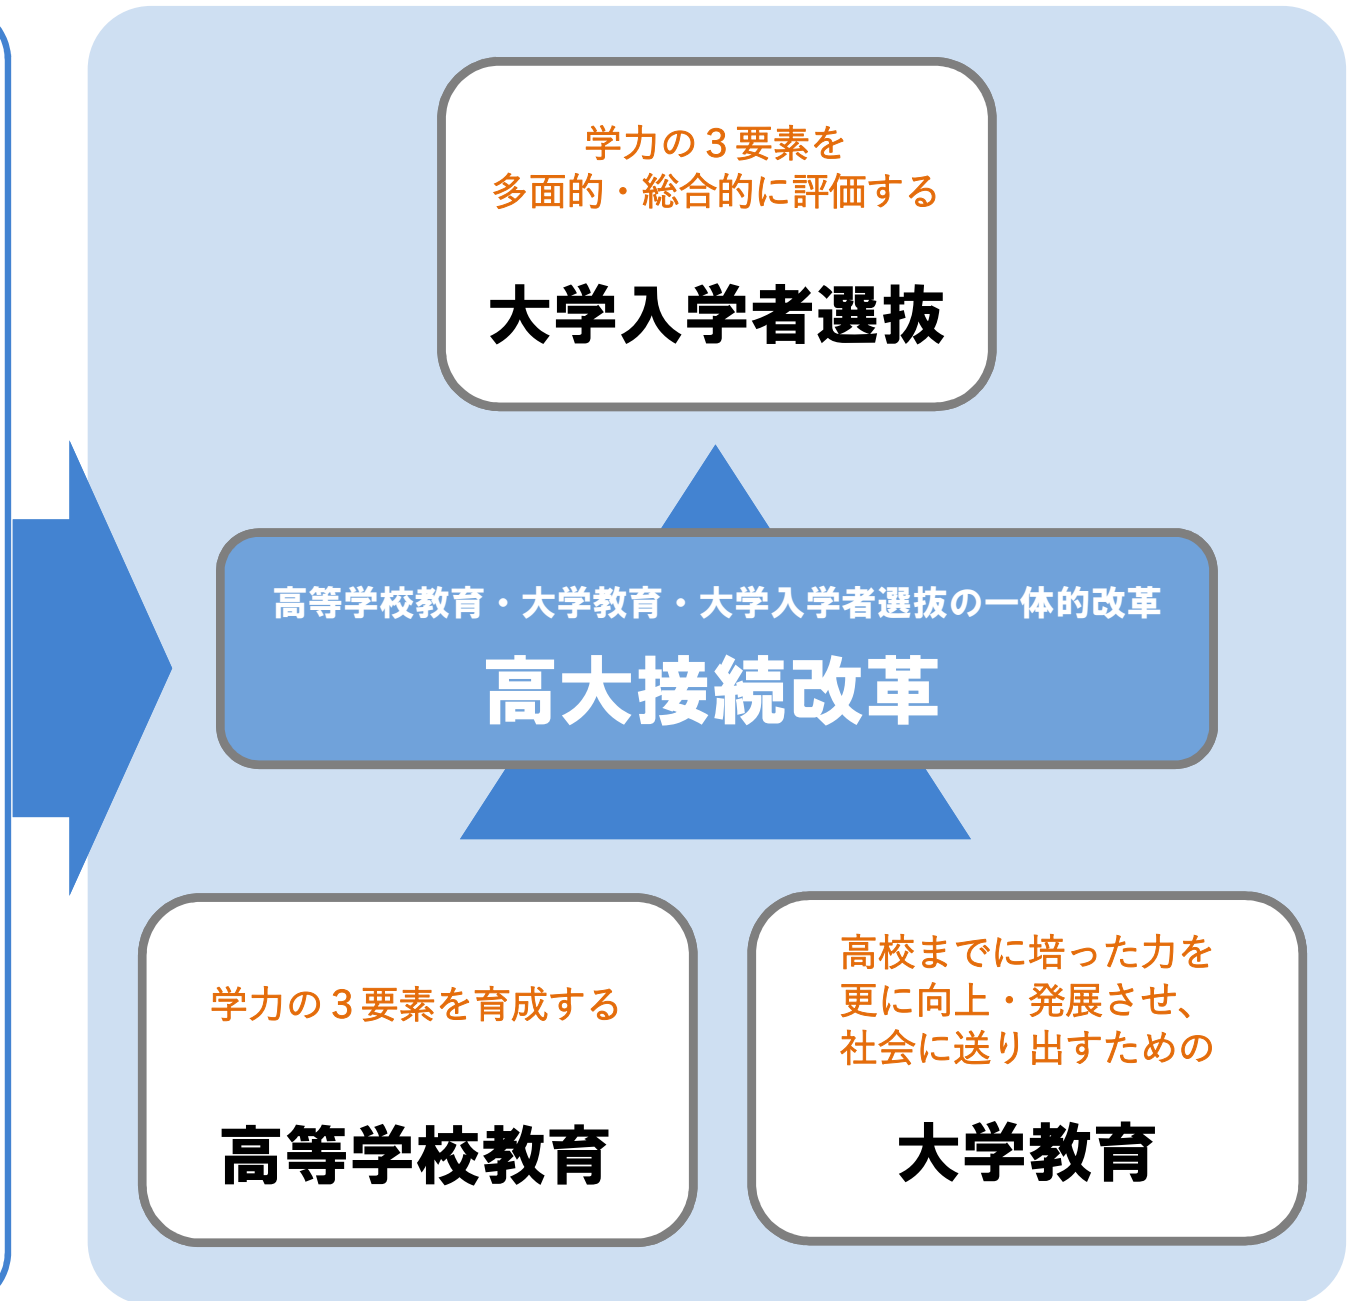 学力の３要素を
多面的・総合的に評価する
大学入学者選抜
高等学校教育・大学教育・大学入学者選抜の一体的改革
高大接続改革
学力の３要素を育成する
高等学校教育
高校までに培った力を
更に向上・発展させ、
社会に送り出すための
大学教育